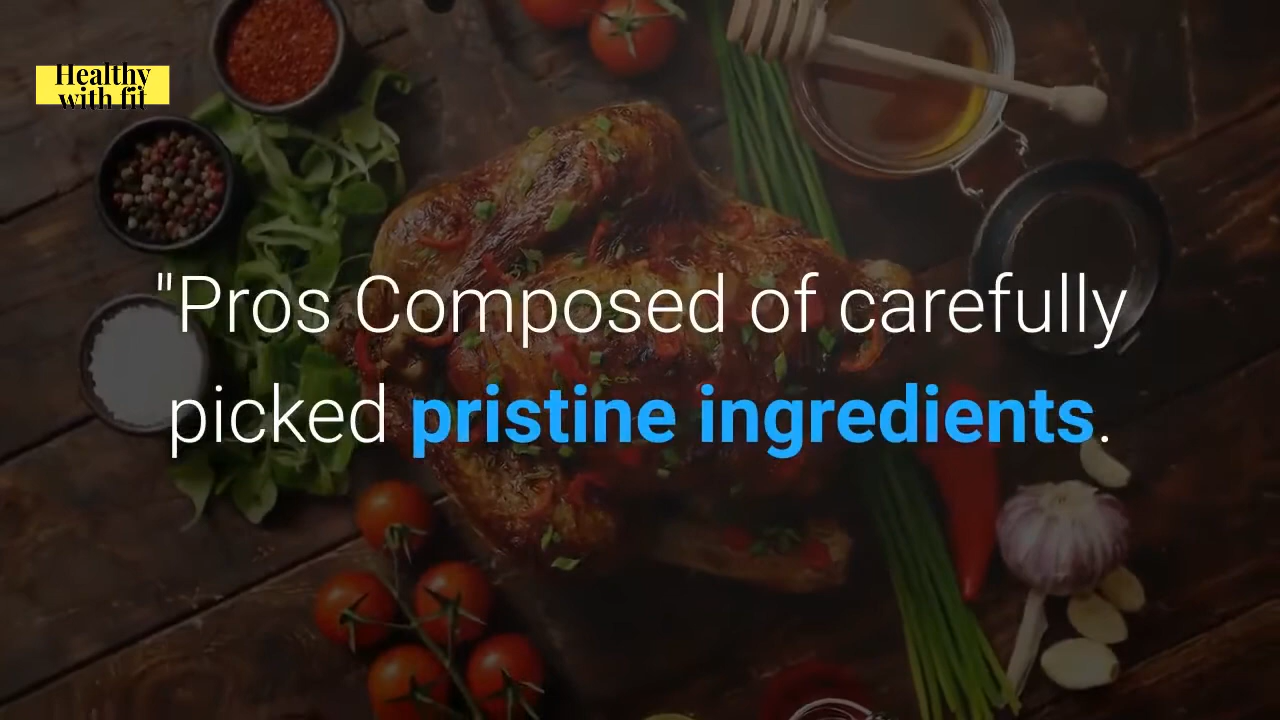 Healthy
with fit
"Pros Composed of carefully
picked pristine ingredients.